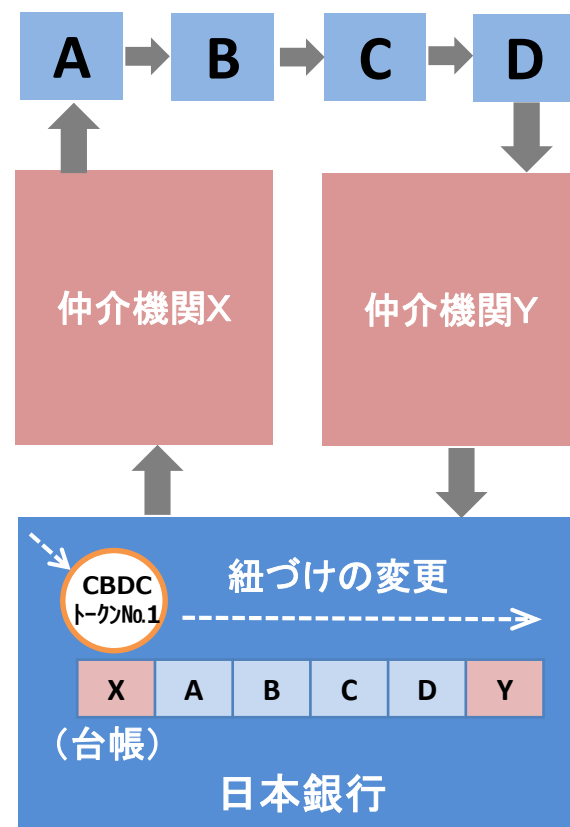 A B C D
仲介機関X 仲介機関Y
CBDC
トークンNo.1
紐づけの変更
X A B C D Y
（台帳）
日本銀行